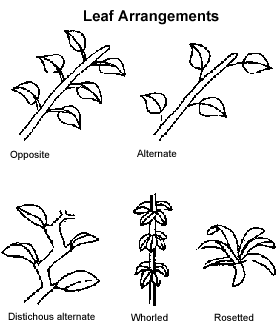 Leaf Arrangements
Opposite
Alternate
Distichous alternate
Whorled
Rosetted